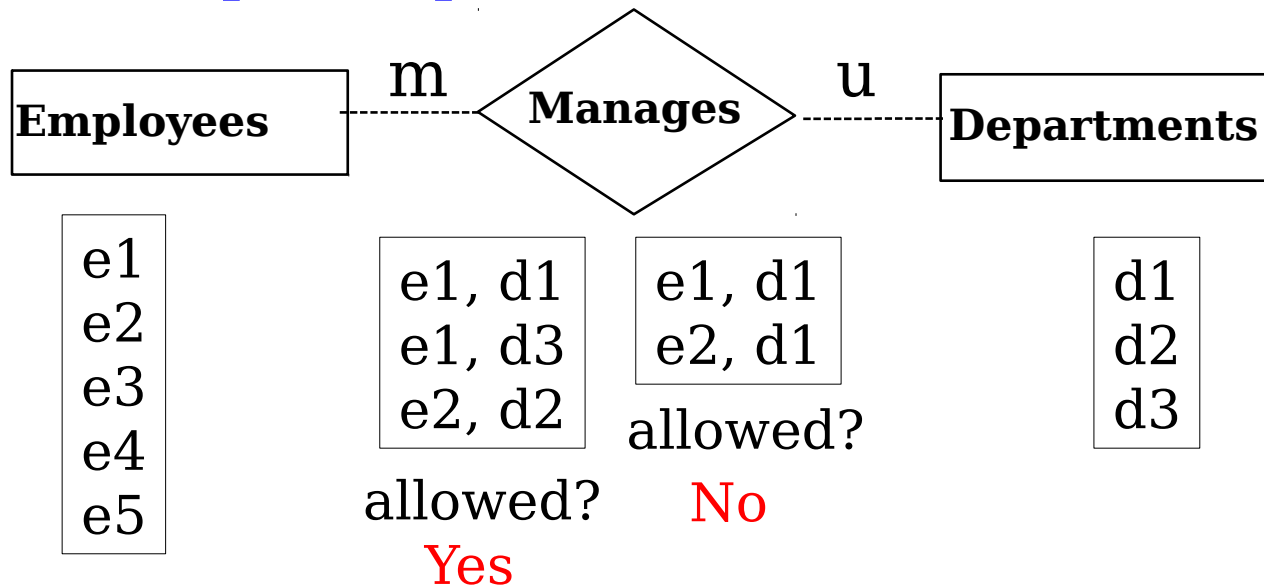 m
u
Employees
Manages
Departments
e1
e2
e3
e4
e5
e1, d1
e1, d3
e2, d2
allowed?
Yes
e1, d1
e2, d1
allowed?
No
d1
d2
d3